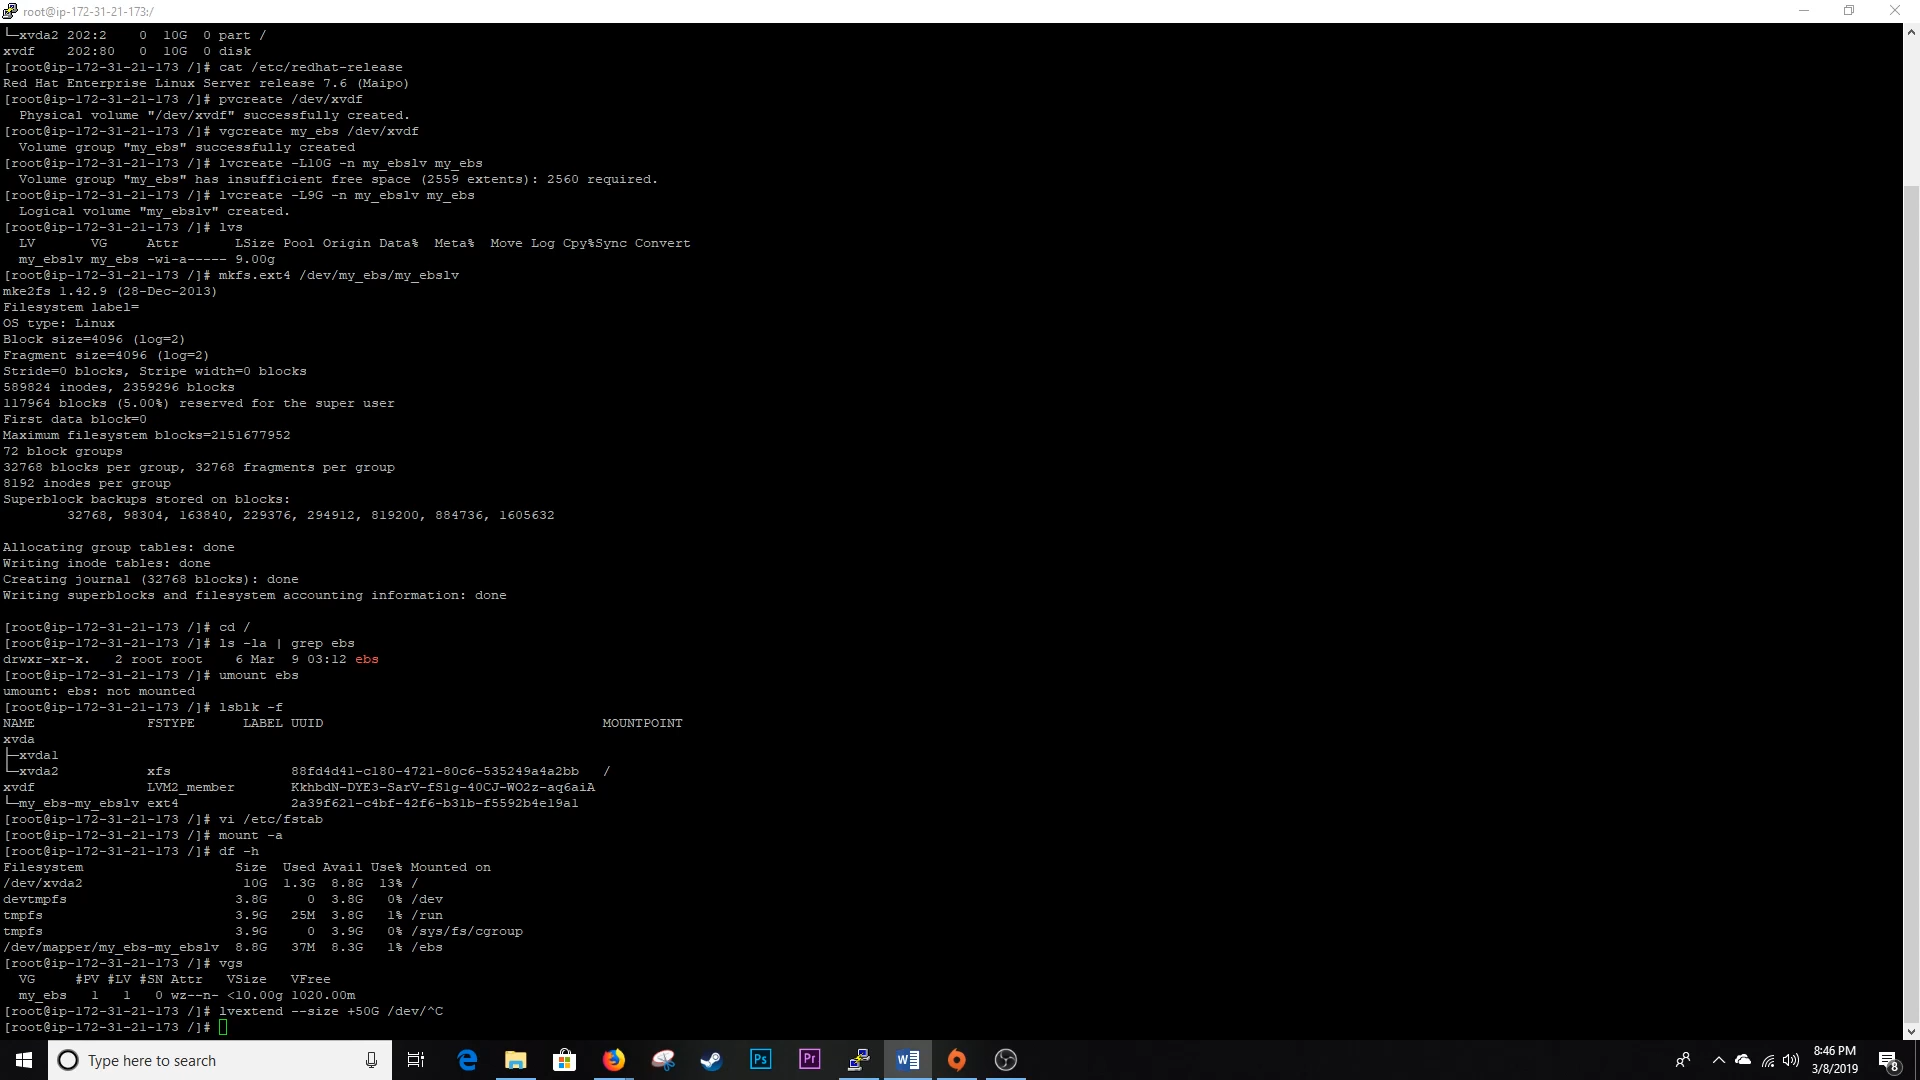 root@ip-172-31-21-173:/
└─xvda2 202:2    0  10G  0 part /
xvdf    202:80   0  10G  0 disk
[root@ip-172-31-21-173 /]# cat /etc/redhat-release
Red Hat Enterprise Linux Server release 7.6 (Maipo)
[root@ip-172-31-21-173 /]# pvcreate /dev/xvdf
  Physical volume "/dev/xvdf" successfully created.
[root@ip-172-31-21-173 /]# vgcreate my_ebs /dev/xvdf
  Volume group "my_ebs" successfully created
[root@ip-172-31-21-173 /]# lvcreate -L10G -n my_ebslv my_ebs
  Volume group "my_ebs" has insufficient free space (2559 extents): 2560 required.
[root@ip-172-31-21-173 /]# lvcreate -L9G -n my_ebslv my_ebs
  Logical volume "my_ebslv" created.
[root@ip-172-31-21-173 /]# lvs
  LV       VG     Attr       LSize Pool Origin Data%  Meta%  Move Log Cpy%Sync Convert
  my_ebslv my_ebs -wi-a----- 9.00g
[root@ip-172-31-21-173 /]# mkfs.ext4 /dev/my_ebs/my_ebslv
mke2fs 1.42.9 (28-Dec-2013)
Filesystem label=
OS type: Linux
Block size=4096 (log=2)
Fragment size=4096 (log=2)
Stride=0 blocks, Stripe width=0 blocks
589824 inodes, 2359296 blocks
117964 blocks (5.00%) reserved for the super user
First data block=0
Maximum filesystem blocks=2151677952
72 block groups
32768 blocks per group, 32768 fragments per group
8192 inodes per group
Superblock backups stored on blocks:
        32768, 98304, 163840, 229376, 294912, 819200, 884736, 1605632
Allocating group tables: done
Writing inode tables: done
Creating journal (32768 blocks): done
Writing superblocks and filesystem accounting information: done
[root@ip-172-31-21-173 /]# cd /
[root@ip-172-31-21-173 /]# ls -la | grep ebs
drwxr-xr-x.   2 root root    6 Mar  9 03:12 ebs
[root@ip-172-31-21-173 /]# umount ebs
umount: ebs: not mounted
[root@ip-172-31-21-173 /]# lsblk -f
NAME              FSTYPE      LABEL UUID                                   MOUNTPOINT
xvda
├─xvda1
└─xvda2           xfs               88fd4d41-c180-4721-80c6-535249a4a2bb   /
xvdf              LVM2_member       KkhbdN-DYE3-SarV-fSlg-40CJ-WO2z-aq6aiA
└─my_ebs-my_ebslv ext4              2a39f621-c4bf-42f6-b31b-f5592b4e19a1
[root@ip-172-31-21-173 /]# vi /etc/fstab
[root@ip-172-31-21-173 /]# mount -a
[root@ip-172-31-21-173 /]# df -h
Filesystem                   Size  Used Avail Use% Mounted on
/dev/xvda2                    10G  1.3G  8.8G  13% /
devtmpfs                     3.8G     0  3.8G   0% /dev
tmpfs                        3.9G   25M  3.8G   1% /run
tmpfs                        3.9G     0  3.9G   0% /sys/fs/cgroup
/dev/mapper/my_ebs-my_ebslv  8.8G   37M  8.3G   1% /ebs
[root@ip-172-31-21-173 /]# vgs
  VG     #PV #LV #SN Attr   VSize   VFree
  my_ebs   1   1   0 wz--n- <10.00g 1020.00m
[root@ip-172-31-21-173 /]# lvextend --size +50G /dev/^C
[root@ip-172-31-21-173 /]#
Type here to search
Ps
Pr
W
8:46 PM
3/8/2019
8